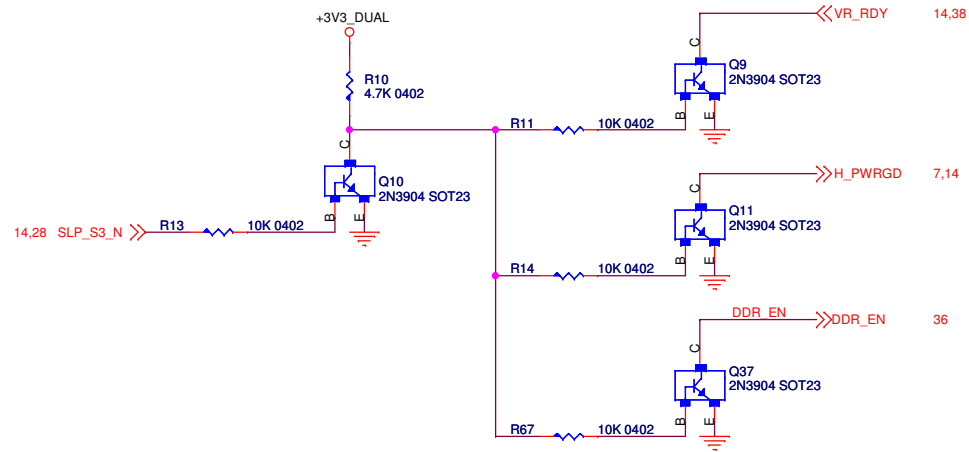 +3V3_DUAL
VR_RDY 14,38
C
Q9
2N3904 SOT23
R10
4.7K 0402
B E
R11 10K 0402
C
H_PWRGD 7,14
C
Q10
2N3904 SOT23
Q11
2N3904 SOT23
B E
14,28 SLP_S3_N R13 10K 0402
B E
R14 10K 0402
DDR_EN DDR_EN 36
C
Q37
2N3904 SOT23
B E
R67 10K 0402